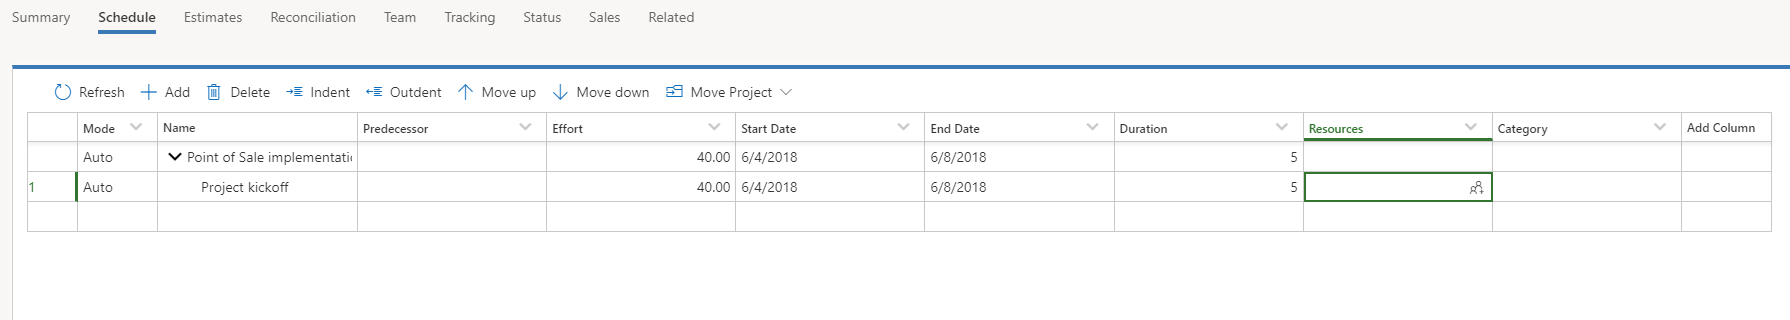 Summary Schedule Estimates Reconciliation Team Tracking Status Sales Related
Refresh Add Delete Indent Outdent Move up Move down Move Project
Mode Name Predecessor Effort Start Date End Date Duration Resources Category Add Column
Auto Point of Sale implementati 40.00 6/4/2018 6/8/2018 5
1 Auto Project kickoff 40.00 6/4/2018 6/8/2018 5